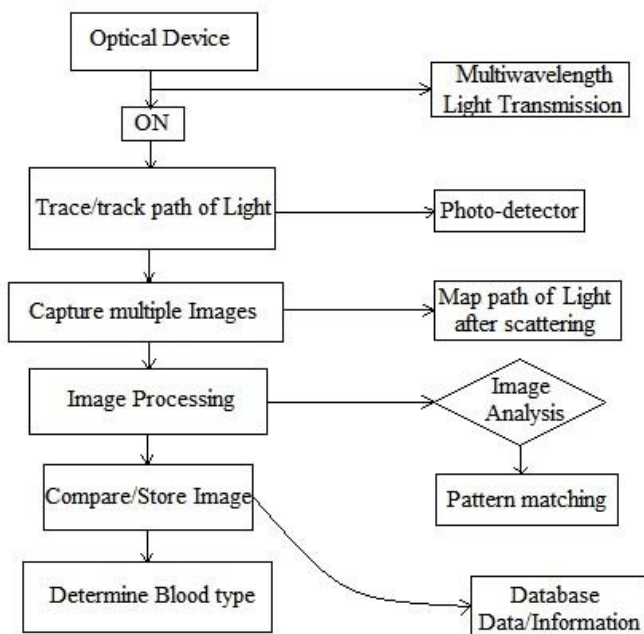 Optical Device
Multiwavelength
Light Transmission
ON
Trace/track path of Light
Photo-detector
Capture multiple Images
Map path of Light
after scattering
Image Processing
Image
Analysis
Compare/Store Image
Pattern matching
Determine Blood type
Database
Data/Information